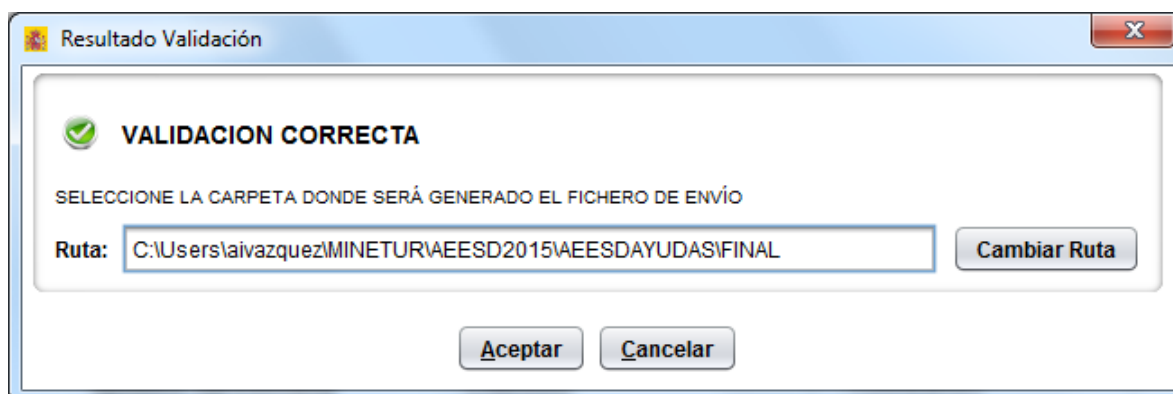 Resultado Validación
VALIDACION CORRECTA
SELECCIONE LA CARPETA DONDE SERÁ GENERADO EL FICHERO DE ENVÍO
Ruta: C:\Users\aivazquez\MINETUR\AEESD2015\AEESDAYUDAS\FINAL Cambiar Ruta
Aceptar Cancelar